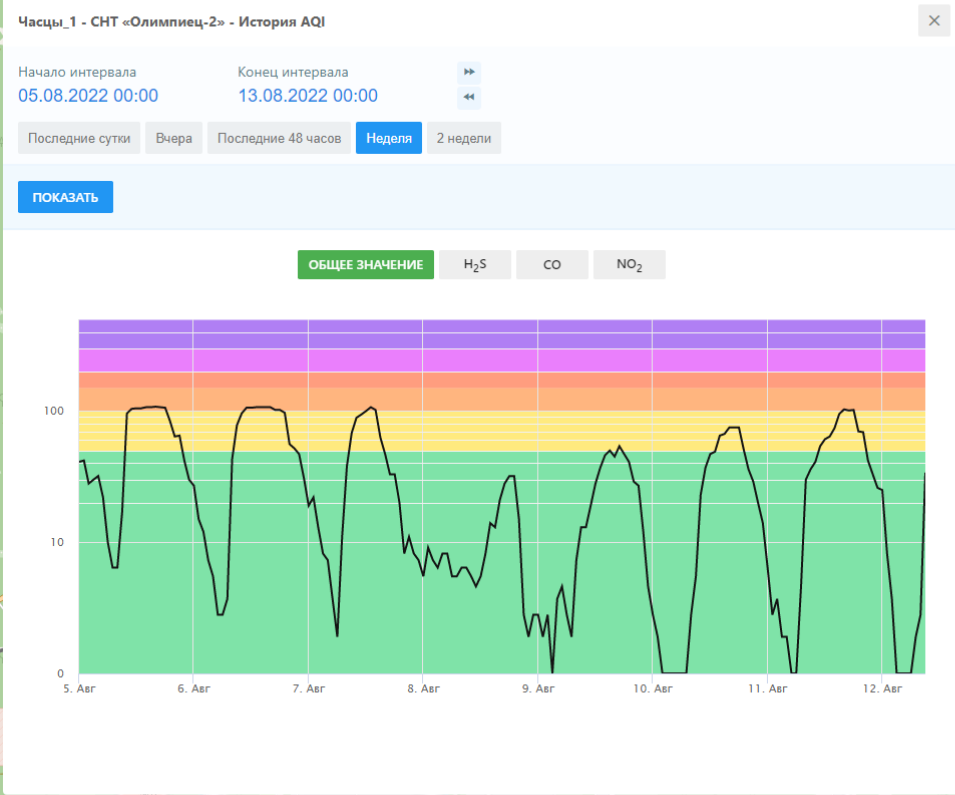 Часцы_1 - СНТ «Олимпиец-2» - История AQI
Начало интервала
Конец интервала
05.08.2022 00:00
13.08.2022 00:00
Последние сутки
Вчера
Последние 48 часов
Неделя
2 недели
ПОКАЗАТЬ
ОБЩЕЕ ЗНАЧЕНИЕ
H₂S
CO
NO₂
100
10
0
5. Авг
6. Авг
7. Авг
8. Авг
9. Авг
10. Авг
11. Авг
12. Авг